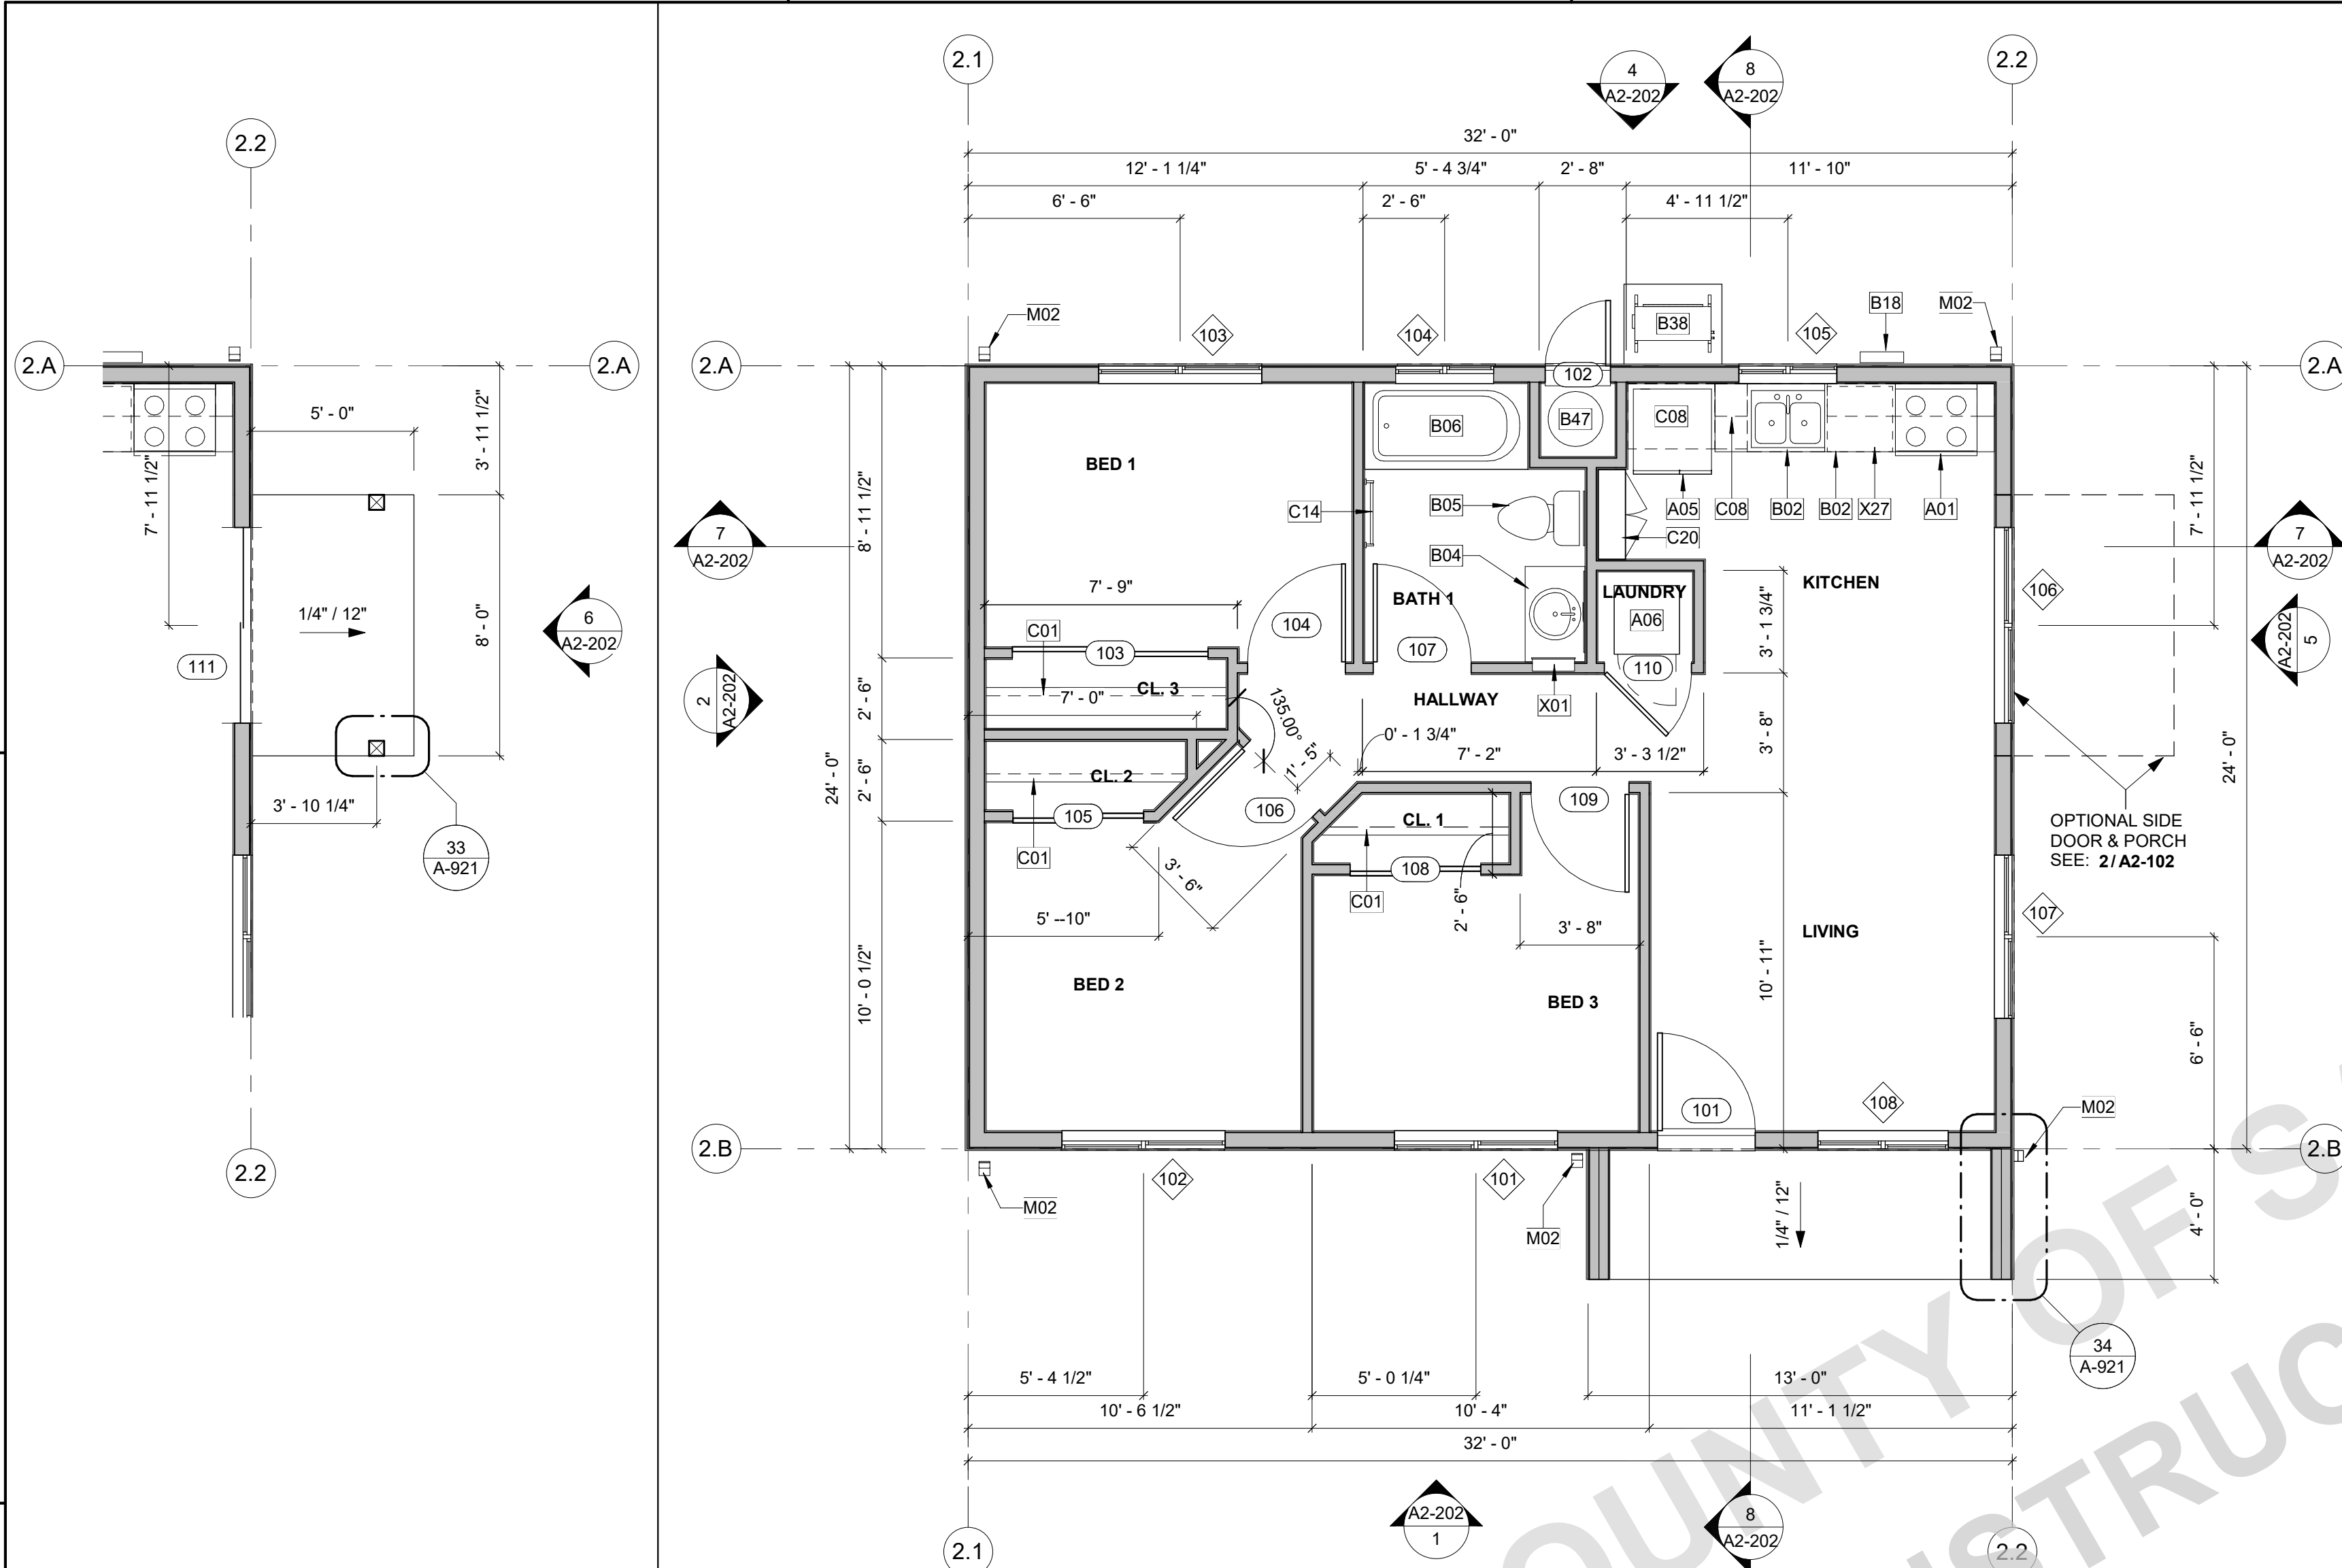 2.2
2.A
2.A
5' - 0"
3' - 11 1/2"
7' - 11 1/2"
1/4" / 12"
8' - 0"
111
6
A2-202
3' - 10 1/4"
33
A-921
2.2
2.1
2.2
4
A2-202
8
A2-202
32' - 0"
12' - 1 1/4"
5' - 4 3/4"
2' - 8"
11' - 10"
6' - 6"
2' - 6"
4' - 11 1/2"
M02
103
104
B38
105
B18
M02
2.A
2.A
102
B47
B06
C08
BED 1
8' - 11 1/2"
7' - 11 1/2"
C14
B05
A05
C08
B02
B02
X27
A01
C20
7
A2-202
7
A2-202
B04
7' - 9"
BATH 1
LAUNDRY
KITCHEN
106
A06
C01
104
107
110
3' - 1 3/4"
103
5
A2-202
2
A2-202
CL. 3
7' - 0"
2' - 6"
135.00°
HALLWAY
X01
0' - 1 3/4"
7' - 2"
3' - 3 1/2"
3' - 8"
24' - 0"
24' - 0"
2' - 6"
CL. 2
1' - 5"
106
109
105
CL. 1
OPTIONAL SIDE
DOOR & PORCH
SEE: 2 / A2-102
C01
3' - 6"
108
C01
2' - 6"
5' --10"
3' - 8"
LIVING
107
10' - 0 1/2"
10' - 11"
BED 2
BED 3
6' - 6"
101
108
M02
2.B
2.B
102
101
M02
M02
1/4" / 12"
4' - 0"
34
A-921
5' - 4 1/2"
5' - 0 1/4"
13' - 0"
10' - 6 1/2"
10' - 4"
11' - 1 1/2"
32' - 0"
A2-202
1
8
A2-202
2.1
2.2
OUNTY OF S
STRUC